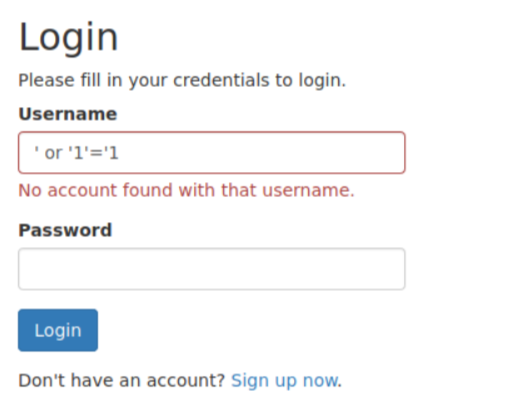 Login
Please fill in your credentials to login.
Username
' or '1'='1
No account found with that username.
Password
Login
Don't have an account? Sign up now.